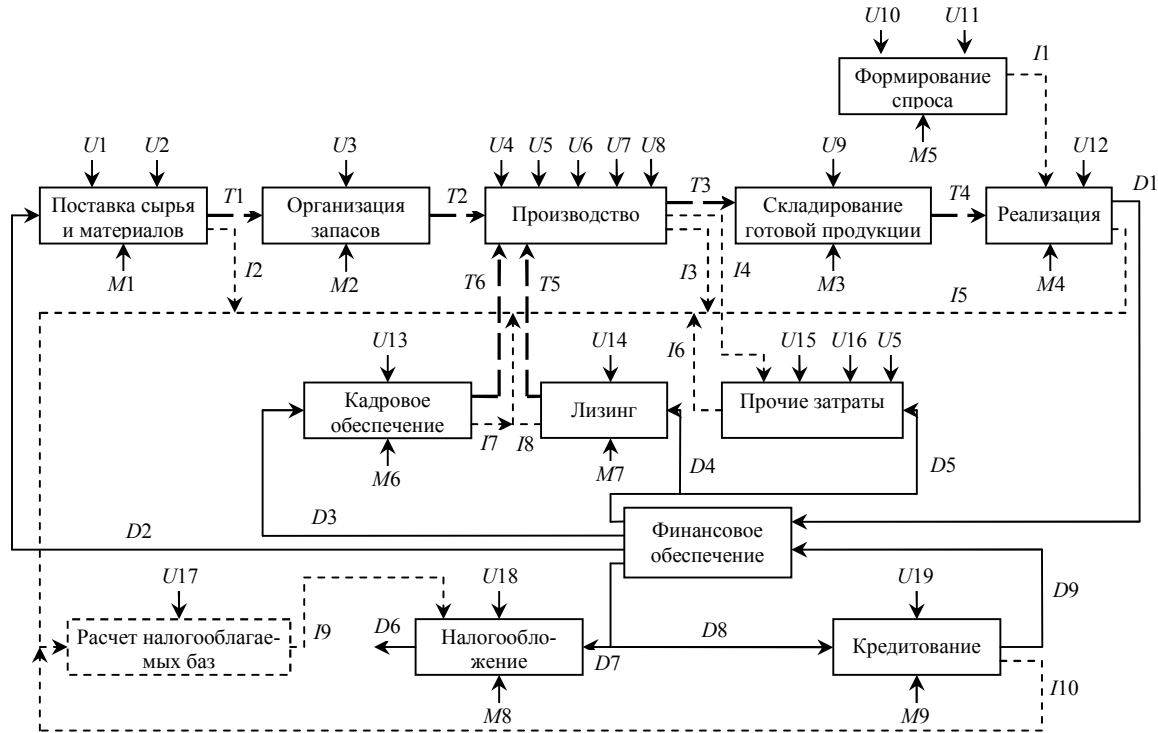 U10 U11
I1
Формирование
спроса
M5
U1 U2 U3 U4 U5 U6 U7 U8 U9 U12
T1 T2 T3 T4 D1
Поставка сырья
и материалов
Организация
запасов
Производство
Складирование
готовой продукции
Реализация
M1 I2 M2 T6 T5 I3 I4 M3 M4
I5
U13 U14 I6 U15 U16 U5
Кадровое
обеспечение
Лизинг
Прочие затраты
I7 I8
M6 M7 D4 D5
D2 D3
Финансовое
обеспечение
U17 U18 U19 D9
Расчет налогооблагае-
мых баз
I9 D6
Налогообло-
жение
D7 D8
Кредитование
M8 M9 I10